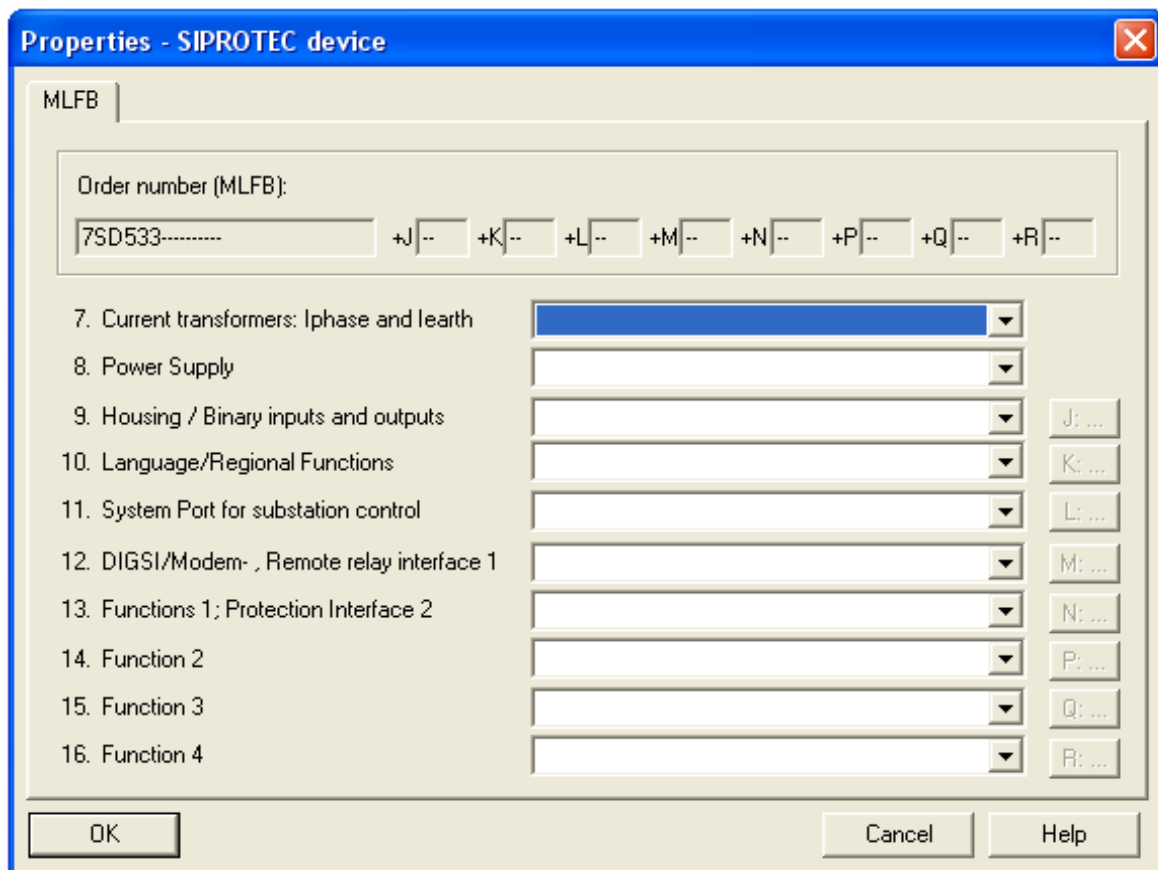 Properties - SIPROTEC device
MLFB
Order number (MLFB):
7SD533---------- +J -- +K -- +L -- +M -- +N -- +P -- +Q -- +R --
7. Current transformers: Iphase and Iearth
8. Power Supply
9. Housing / Binary inputs and outputs J: ...
10. Language/Regional Functions K: ...
11. System Port for substation control L: ...
12. DIGSI/Modem- , Remote relay interface 1 M: ...
13. Functions 1; Protection Interface 2 N: ...
14. Function 2 P: ...
15. Function 3 Q: ...
16. Function 4 R: ...
OK Cancel Help